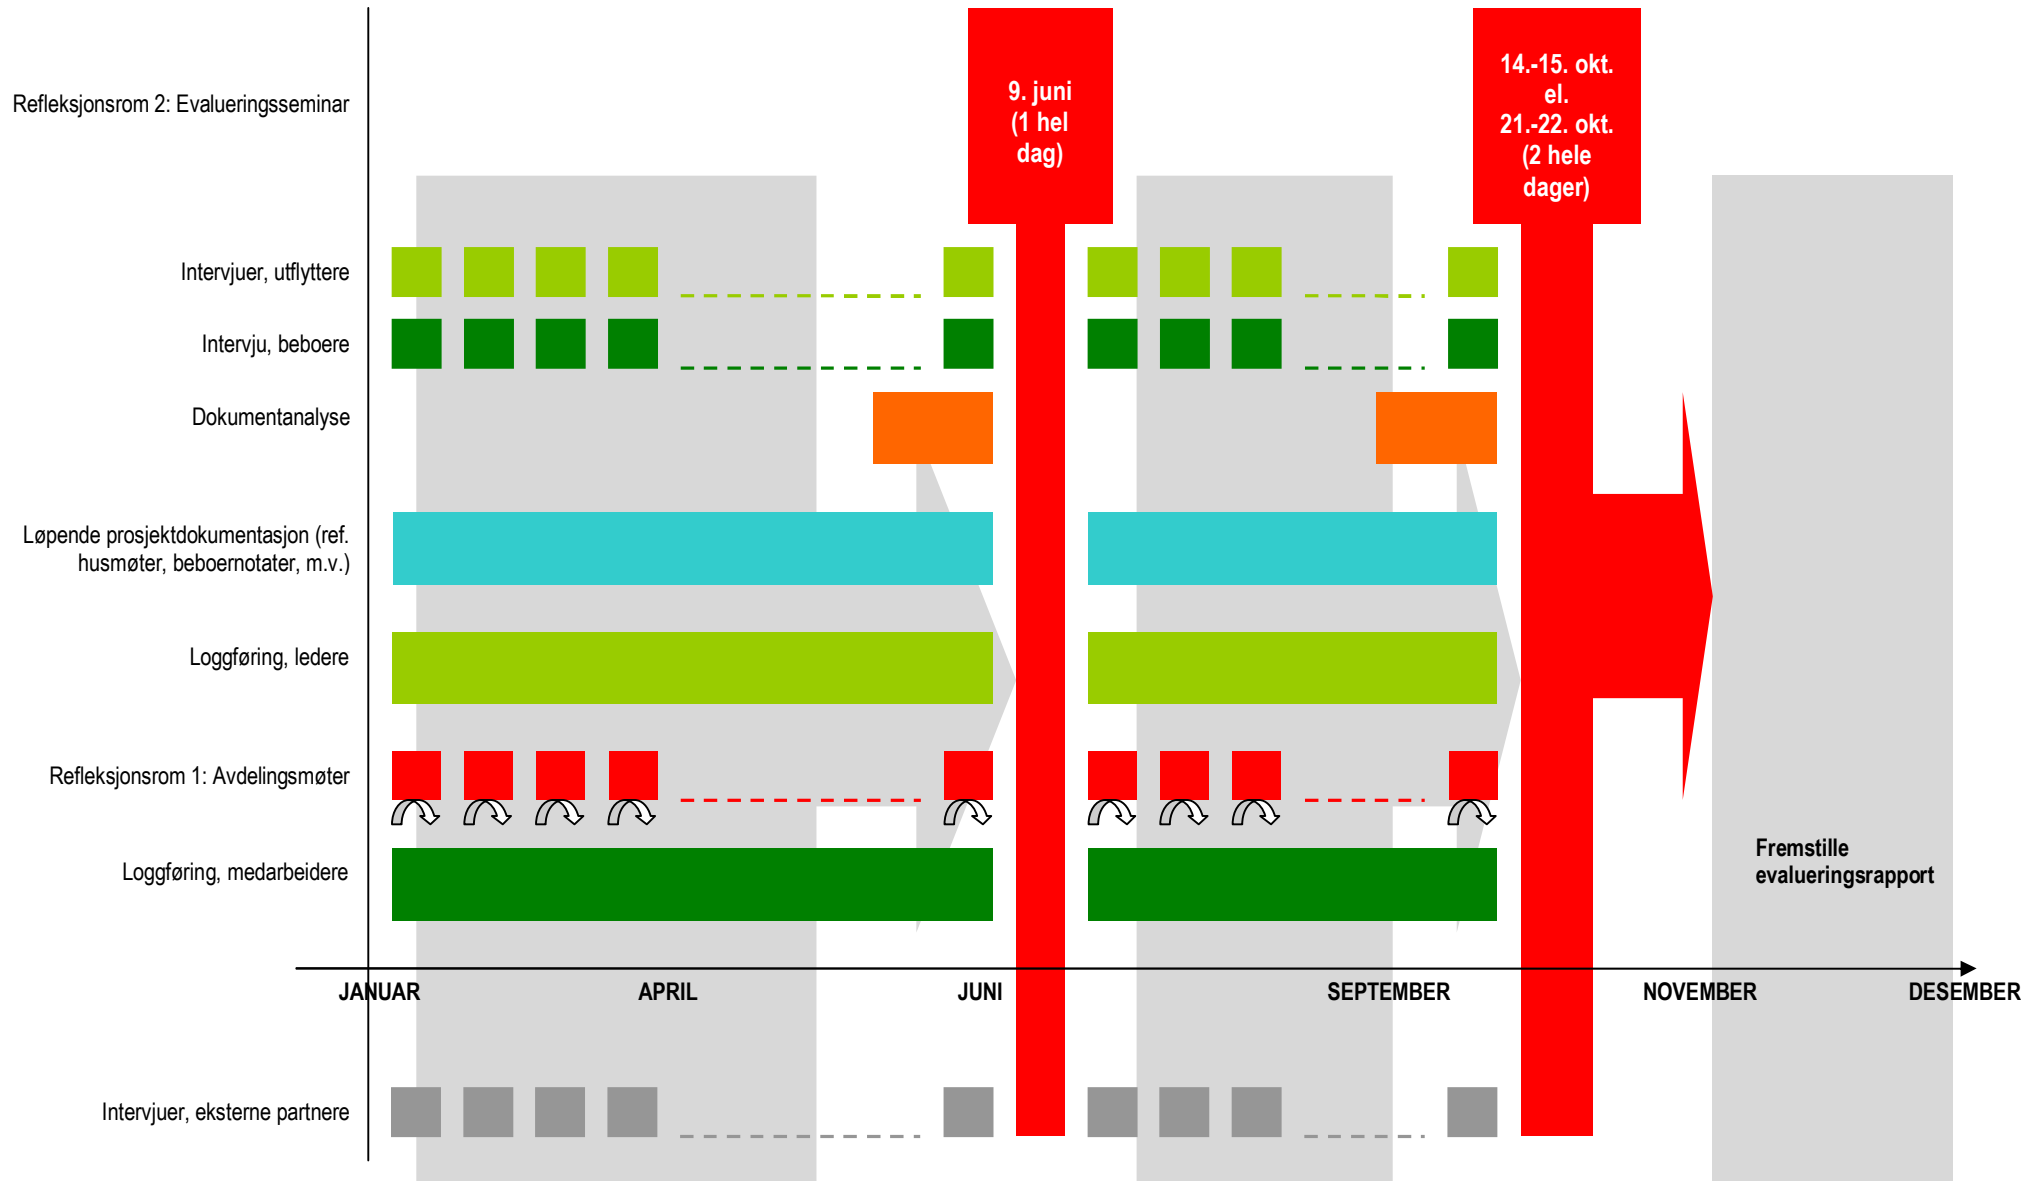 9. juni
(1 hel
dag)
14.-15. okt.
el.
21.-22. okt.
(2 hele
dager)
Refleksjonsrom 2: Evalueringsseminar
Intervjuer, utflyttere
Intervju, beboere
Dokumentanalyse
Løpende prosjektdokumentasjon (ref.
husmøter, beboernotater, m.v.)
Loggføring, ledere
Refleksjonsrom 1: Avdelingsmøter
Loggføring, medarbeidere
Fremstille
evalueringsrapport
JANUAR
APRIL
JUNI
SEPTEMBER
NOVEMBER
DESEMBER
Intervjuer, eksterne partnere